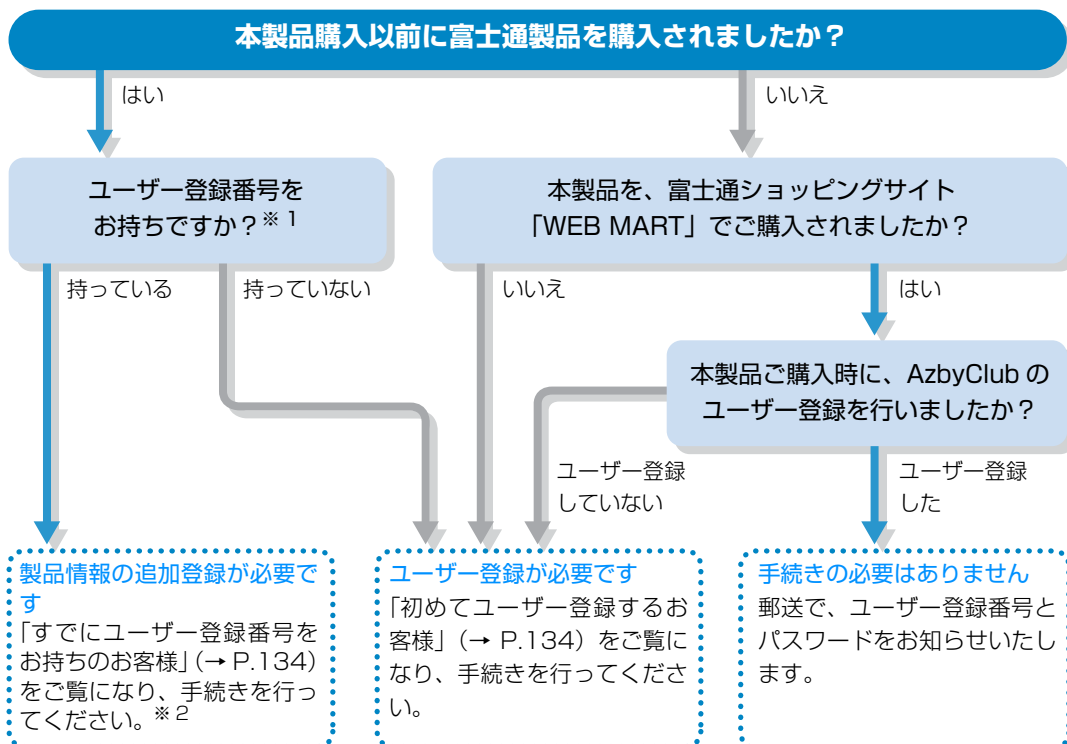 本製品購入以前に富士通製品を購入されましたか？
はい
いいえ
ユーザー登録番号を
お持ちですか？※1
本製品を、富士通ショッピングサイト
「WEB MART」でご購入されましたか？
持っている
持っていない
いいえ
はい
本製品ご購入時に、AzbyClub の
ユーザー登録を行いましたか？
ユーザー登録
していない
ユーザー登録
した
製品情報の追加登録が必要で
す
「すでにユーザー登録番号を
お持ちのお客様」（→ P.134）
をご覧になり、手続きを行っ
てください。※2
ユーザー登録が必要です
「初めてユーザー登録するお
客様」（→ P.134）をご覧に
なり、手続きを行ってくださ
い。
手続きの必要はありません
郵送で、ユーザー登録番号と
パスワードをお知らせいたし
ます。